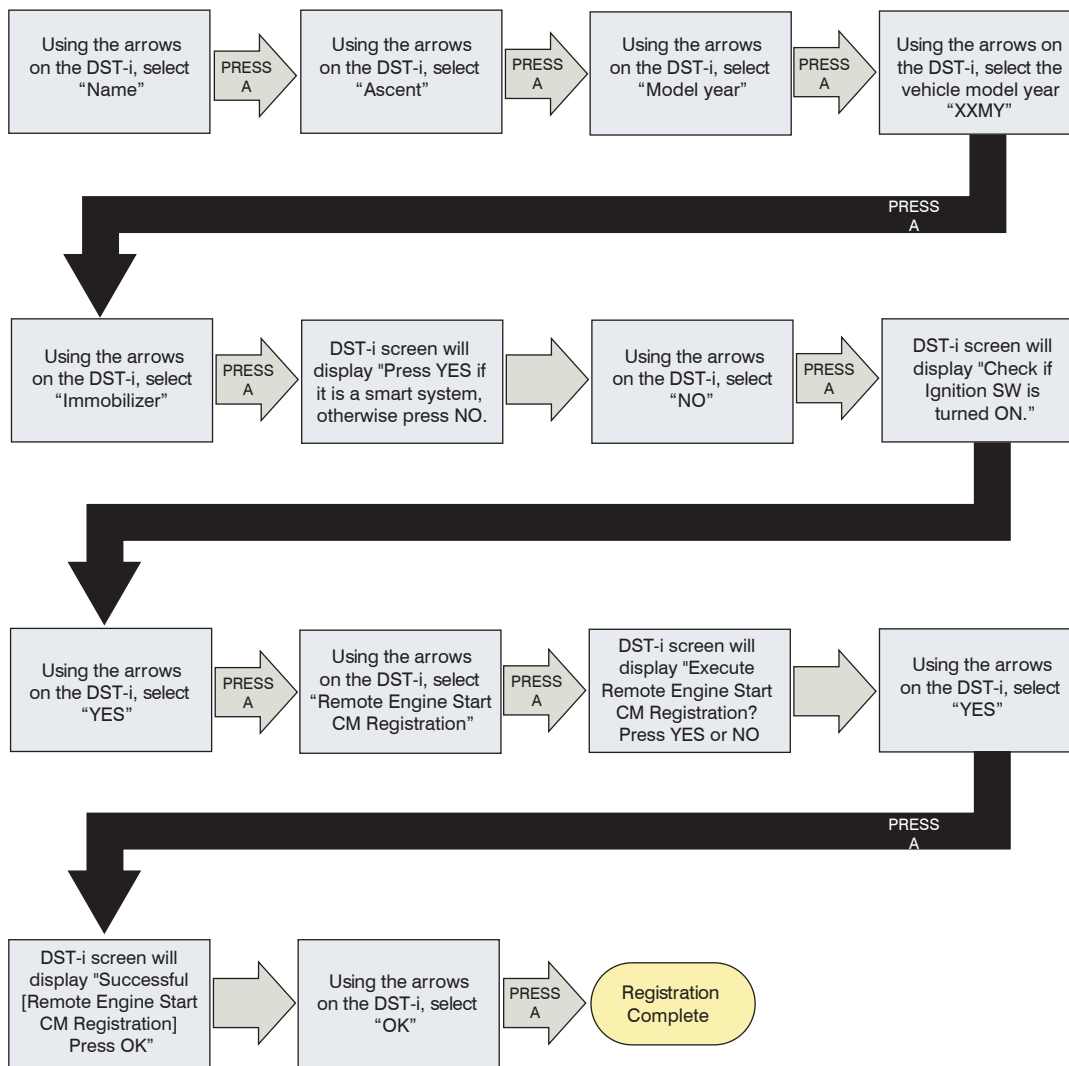 Using the arrows
on the DST-i, select
“Name”
PRESS
A
Using the arrows
on the DST-i, select
“Ascent”
PRESS
A
Using the arrows
on the DST-i, select
“Model year”
PRESS
A
Using the arrows on
the DST-i, select the
vehicle model year
“XXMY”
PRESS
A
Using the arrows
on the DST-i, select
“Immobilizer”
PRESS
A
DST-i screen will
display "Press YES if
it is a smart system,
otherwise press NO.
Using the arrows
on the DST-i, select
“NO”
PRESS
A
DST-i screen will
display "Check if
Ignition SW is
turned ON.”
Using the arrows
on the DST-i, select
“YES”
PRESS
A
Using the arrows
on the DST-i, select
“Remote Engine Start
CM Registration”
PRESS
A
DST-i screen will
display "Execute
Remote Engine Start
CM Registration?
Press YES or NO
Using the arrows
on the DST-i, select
“YES”
PRESS
A
DST-i screen will
display "Successful
[Remote Engine Start
CM Registration]
Press OK”
Using the arrows
on the DST-i, select
“OK”
PRESS
A
Registration
Complete